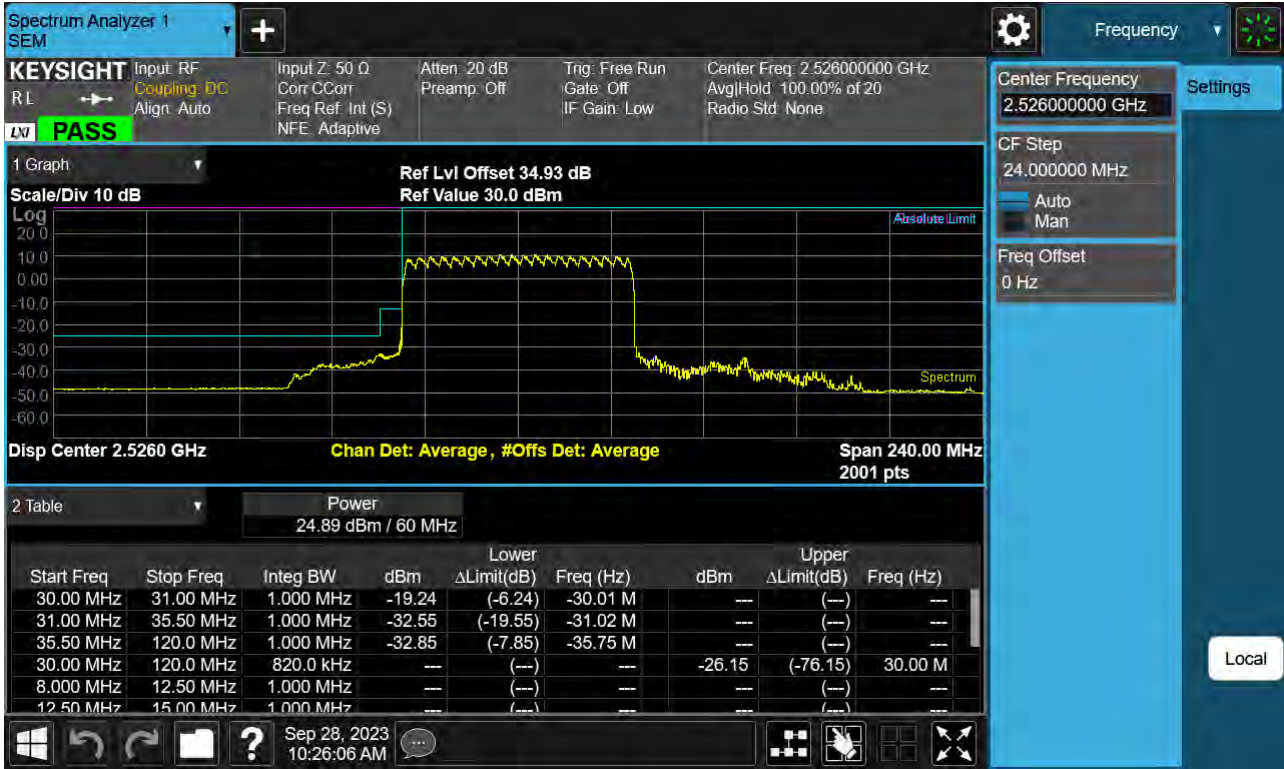 Spectrum Analyzer 1
SEM
Frequency
KEYSIGHT
RL
LXI
PASS
Input: RF
Coupling: DC
Align: Auto
Input Z: 50 Ω
Corr CCorr
Freq Ref: Int (S)
NFE: Adaptive
Atten: 20 dB
Preamp: Off
Trig: Free Run
Gate: Off
IF Gain: Low
Center Freq: 2.526000000 GHz
Avg|Hold: 100.00% of 20
Radio Std: None
Center Frequency
2.526000000 GHz
Settings
CF Step
24.000000 MHz
Auto
Man
Freq Offset
0 Hz
1 Graph
Ref Lvl Offset 34.93 dB
Scale/Div 10 dB
Ref Value 30.0 dBm
Log
Absolute Limit
20.0
10.0
0.00
-10.0
-20.0
-30.0
-40.0
-50.0
-60.0
Spectrum
Disp Center 2.5260 GHz
Chan Det: Average , #Offs Det: Average
Span 240.00 MHz
2001 pts
2 Table
Power
24.89 dBm / 60 MHz
Lower Upper
Start Freq Stop Freq Integ BW dBm ΔLimit(dB) Freq (Hz) dBm ΔLimit(dB) Freq (Hz)
30.00 MHz 31.00 MHz 1.000 MHz -19.24 (-6.24) -30.01 M --- (---) ---
31.00 MHz 35.50 MHz 1.000 MHz -32.55 (-19.55) -31.02 M --- (---) ---
35.50 MHz 120.0 MHz 1.000 MHz -32.85 (-7.85) -35.75 M --- (---) ---
30.00 MHz 120.0 MHz 820.0 kHz --- (---) --- -26.15 (-76.15) 30.00 M
8.000 MHz 12.50 MHz 1.000 MHz --- (---) --- --- (---) ---
12.50 MHz 15.00 MHz 1.000 MHz --- (---) --- --- (---) ---
Local
?
Sep 28, 2023
10:26:06 AM